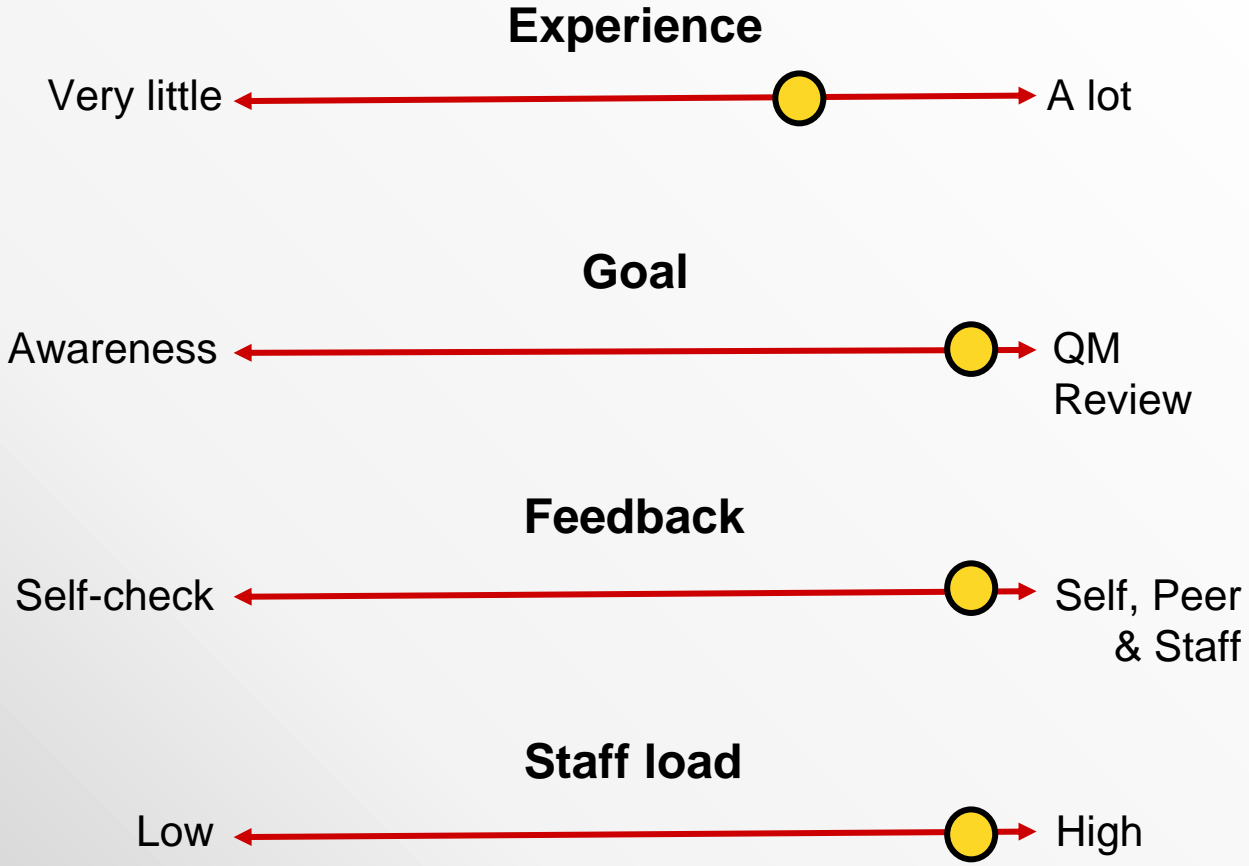 Experience
Very little
A lot
Goal
Awareness
QM
Review
Feedback
Self-check
Self, Peer
& Staff
Staff load
Low
High